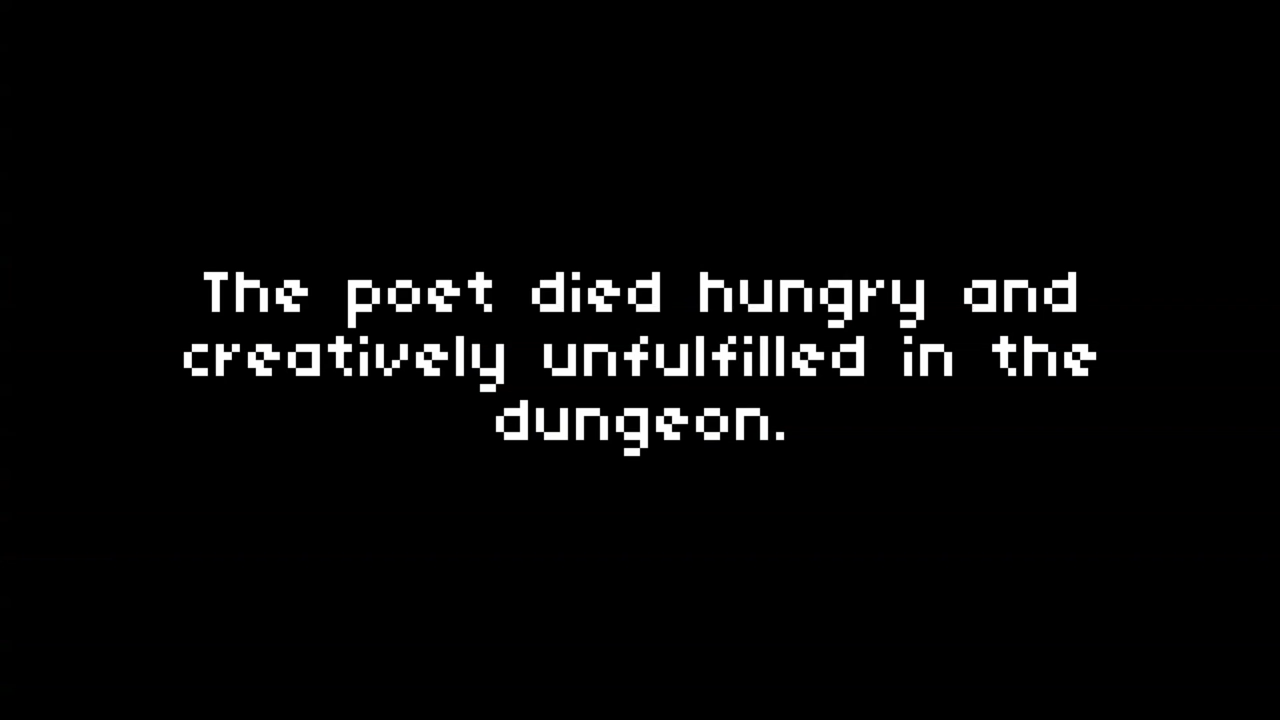 The poet died hungry and
creatively unfulfilled in the
dungeon.